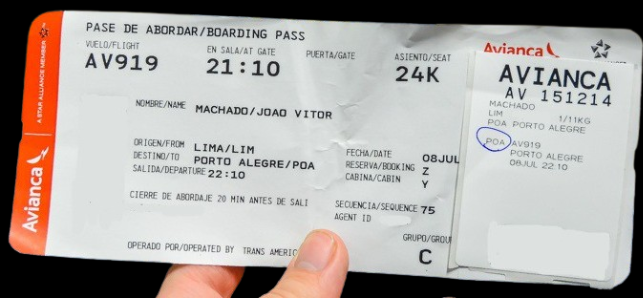 A STAR ALLIANCE MEMBER
Avianca
PASE DE ABORDAR/BOARDING PASS
VUELO/FLIGHT
AV919
EN SALA/AT GATE
21:10
PUERTA/GATE
ASIENTO/SEAT
24K
NOMBRE/NAME MACHADO/JOAO VITOR
ORIGEN/FROM LIMA/LIM
DESTINO/TO PORTO ALEGRE/POA
SALIDA/DEPARTURE 22:10
FECHA/DATE 08JUL
RESERVA/BOOKING Z
CABINA/CABIN Y
CIERRE DE ABORDAJE 20 MIN ANTES DE SALI
SECUENCIA/SEQUENCE 75
AGENT ID
OPERADO POR/OPERATED BY TRANS AMERIC
GRUPO/GROU
C
Avianca
AVIANCA
AV 151214
MACHADO
LIM 1/11KG
POA PORTO ALEGRE
POA AV919
PORTO ALEGRE
08JUL 22:10